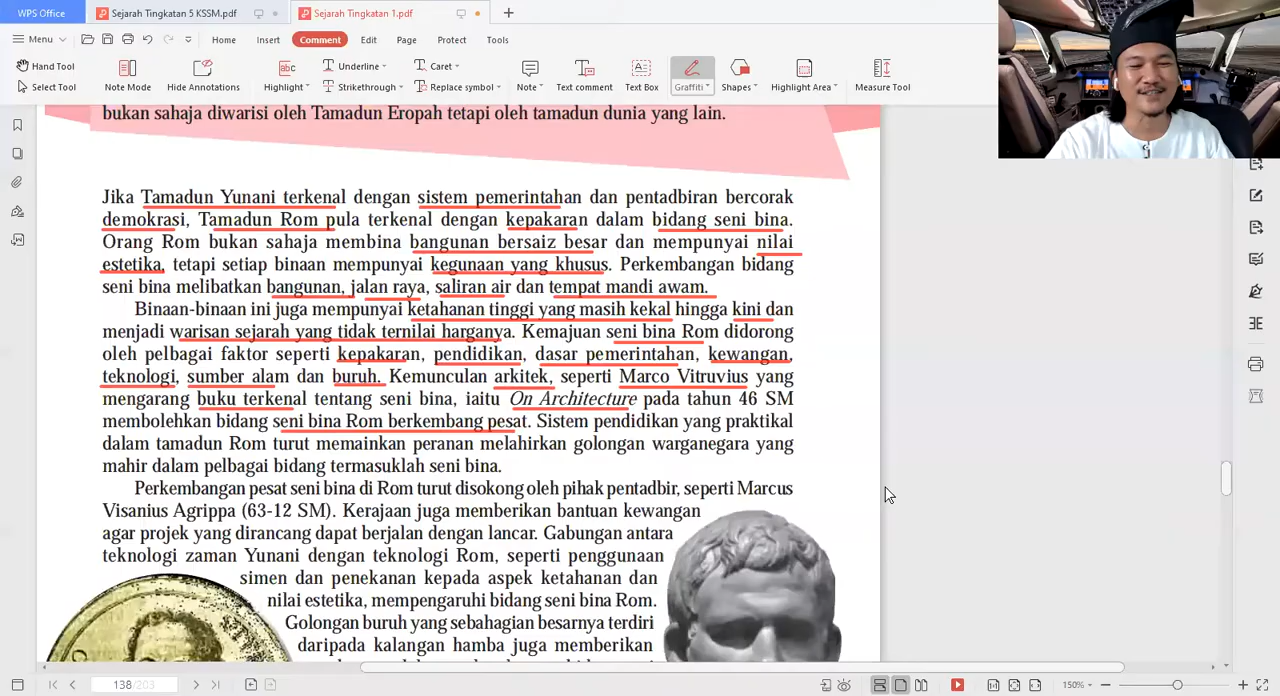 WPS Office
Sejarah Tingkatan 5 KSSM.pdf
Sejarah Tingkatan 1.pdf
Menu
Home
Insert
Comment
Edit
Page
Protect
Tools
Hand Tool
Select Tool
Note Mode
Hide Annotations
Highlight
Underline
Strikethrough
Caret
Replace symbol
Note
Text comment
Text Box
Graffiti
Shapes
Highlight Area
Measure Tool
bukan sahaja diwarisi oleh Tamadun Eropah tetapi oleh tamadun dunia yang lain.
Jika Tamadun Yunani terkenal dengan sistem pemerintahan dan pentadbiran bercorak
demokrasi, Tamadun Rom pula terkenal dengan kepakaran dalam bidang seni bina.
Orang Rom bukan sahaja membina bangunan bersaiz besar dan mempunyai nilai
estetika, tetapi setiap binaan mempunyai kegunaan yang khusus. Perkembangan bidang
seni bina melibatkan bangunan, jalan raya, saliran air dan tempat mandi awam.
Binaan-binaan ini juga mempunyai ketahanan tinggi yang masih kekal hingga kini dan
menjadi warisan sejarah yang tidak ternilai harganya. Kemajuan seni bina Rom didorong
oleh pelbagai faktor seperti kepakaran, pendidikan, dasar pemerintahan, kewangan,
teknologi, sumber alam dan buruh. Kemunculan arkitek, seperti Marco Vitruvius yang
mengarang buku terkenal tentang seni bina, iaitu On Architecture pada tahun 46 SM
membolehkan bidang seni bina Rom berkembang pesat. Sistem pendidikan yang praktikal
dalam tamadun Rom turut memainkan peranan melahirkan golongan warganegara yang
mahir dalam pelbagai bidang termasuklah seni bina.
Perkembangan pesat seni bina di Rom turut disokong oleh pihak pentadbir, seperti Marcus
Visanius Agrippa (63-12 SM). Kerajaan juga memberikan bantuan kewangan
agar projek yang dirancang dapat berjalan dengan lancar. Gabungan antara
teknologi zaman Yunani dengan teknologi Rom, seperti penggunaan
simen dan penekanan kepada aspek ketahanan dan
nilai estetika, mempengaruhi bidang seni bina Rom.
Golongan buruh yang sebahagian besarnya terdiri
daripada kalangan hamba juga memberikan
138/203
150%